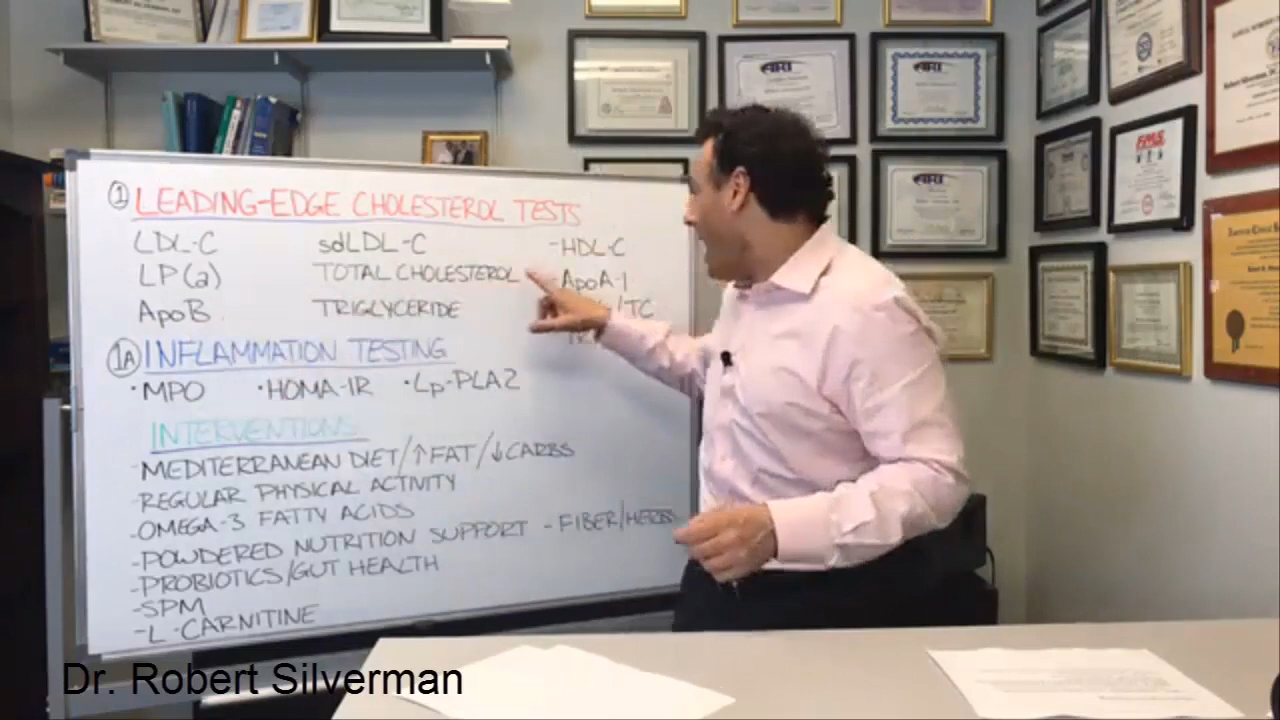 ① LEADING-EDGE CHOLESTEROL TESTS
LDL-C sdLDL-C -HDL-C
LP(a) TOTAL CHOLESTEROL -ApoA-1
ApoB TRIGLYCERIDE /TC
1A INFLAMMATION TESTING
·MPO ·HOMA-IR ·Lp-PLA2
INTERVENTIONS
-MEDITERRANEAN DIET/↑FAT/↓CARBS
-REGULAR PHYSICAL ACTIVITY
-OMEGA-3 FATTY ACIDS
-POWDERED NUTRITION SUPPORT -FIBER/HERBS
-PROBIOTICS/GUT HEALTH
-SPM
-L-CARNITINE
Dr. Robert Silverman